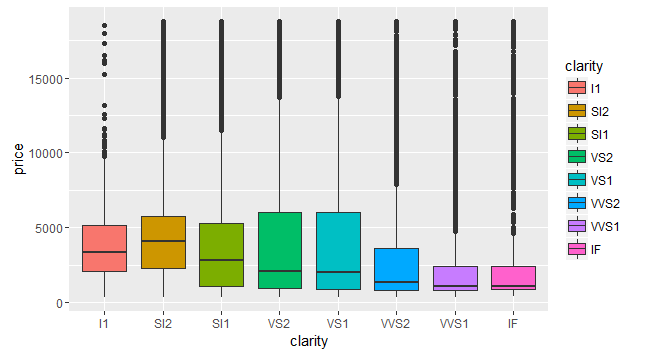 15000
10000
5000
0
price
I1 SI2 SI1 VS2 VS1 VVS2 VVS1 IF
clarity
clarity
I1
SI2
SI1
VS2
VS1
VVS2
VVS1
IF